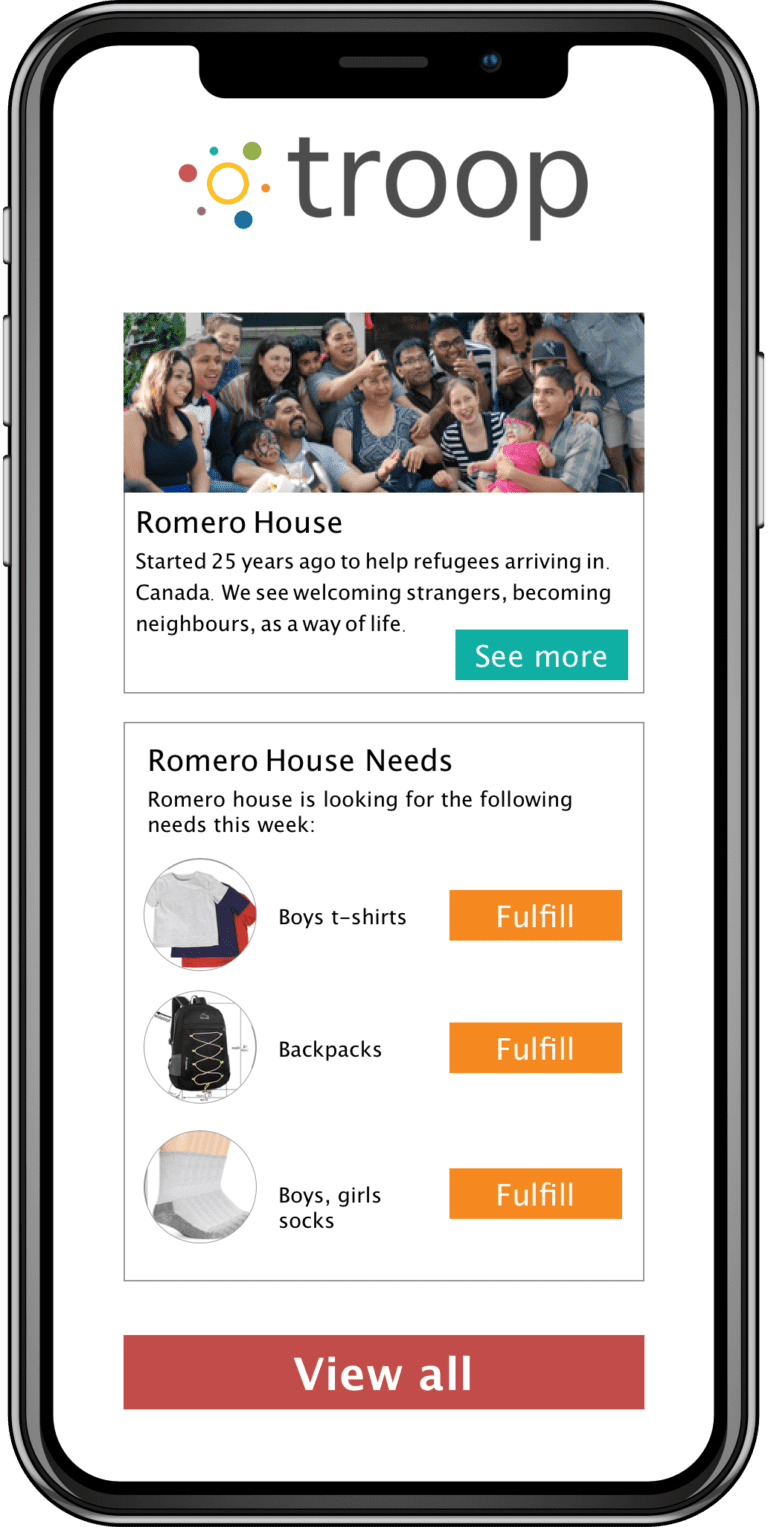 troop
Romero House
Started 25 years ago to help refugees arriving in.
Canada. We see welcoming strangers, becoming
neighbours, as a way of life.
See more
Romero House Needs
Romero house is looking for the following
needs this week:
Boys t-shirts
Fulfill
Backpacks
Fulfill
Boys, girls
socks
Fulfill
View all